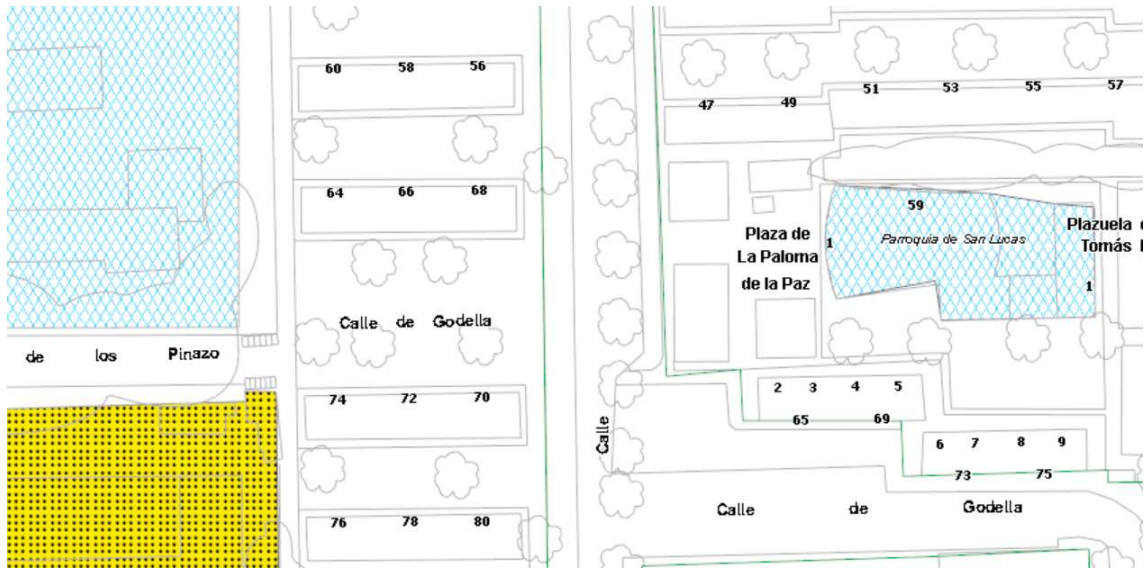 60 58 56
47 49 51 53 55 57
64 66 68
59
Plaza de
La Paloma
de la Paz
1
Parroquia de San Lucas
Plazuela
Tomás
1
Calle de Godella
de los Pinazo
74 72 70
2 3 4 5
65 69
Calle
6 7 8 9
73 75
76 78 80
Calle de Godella